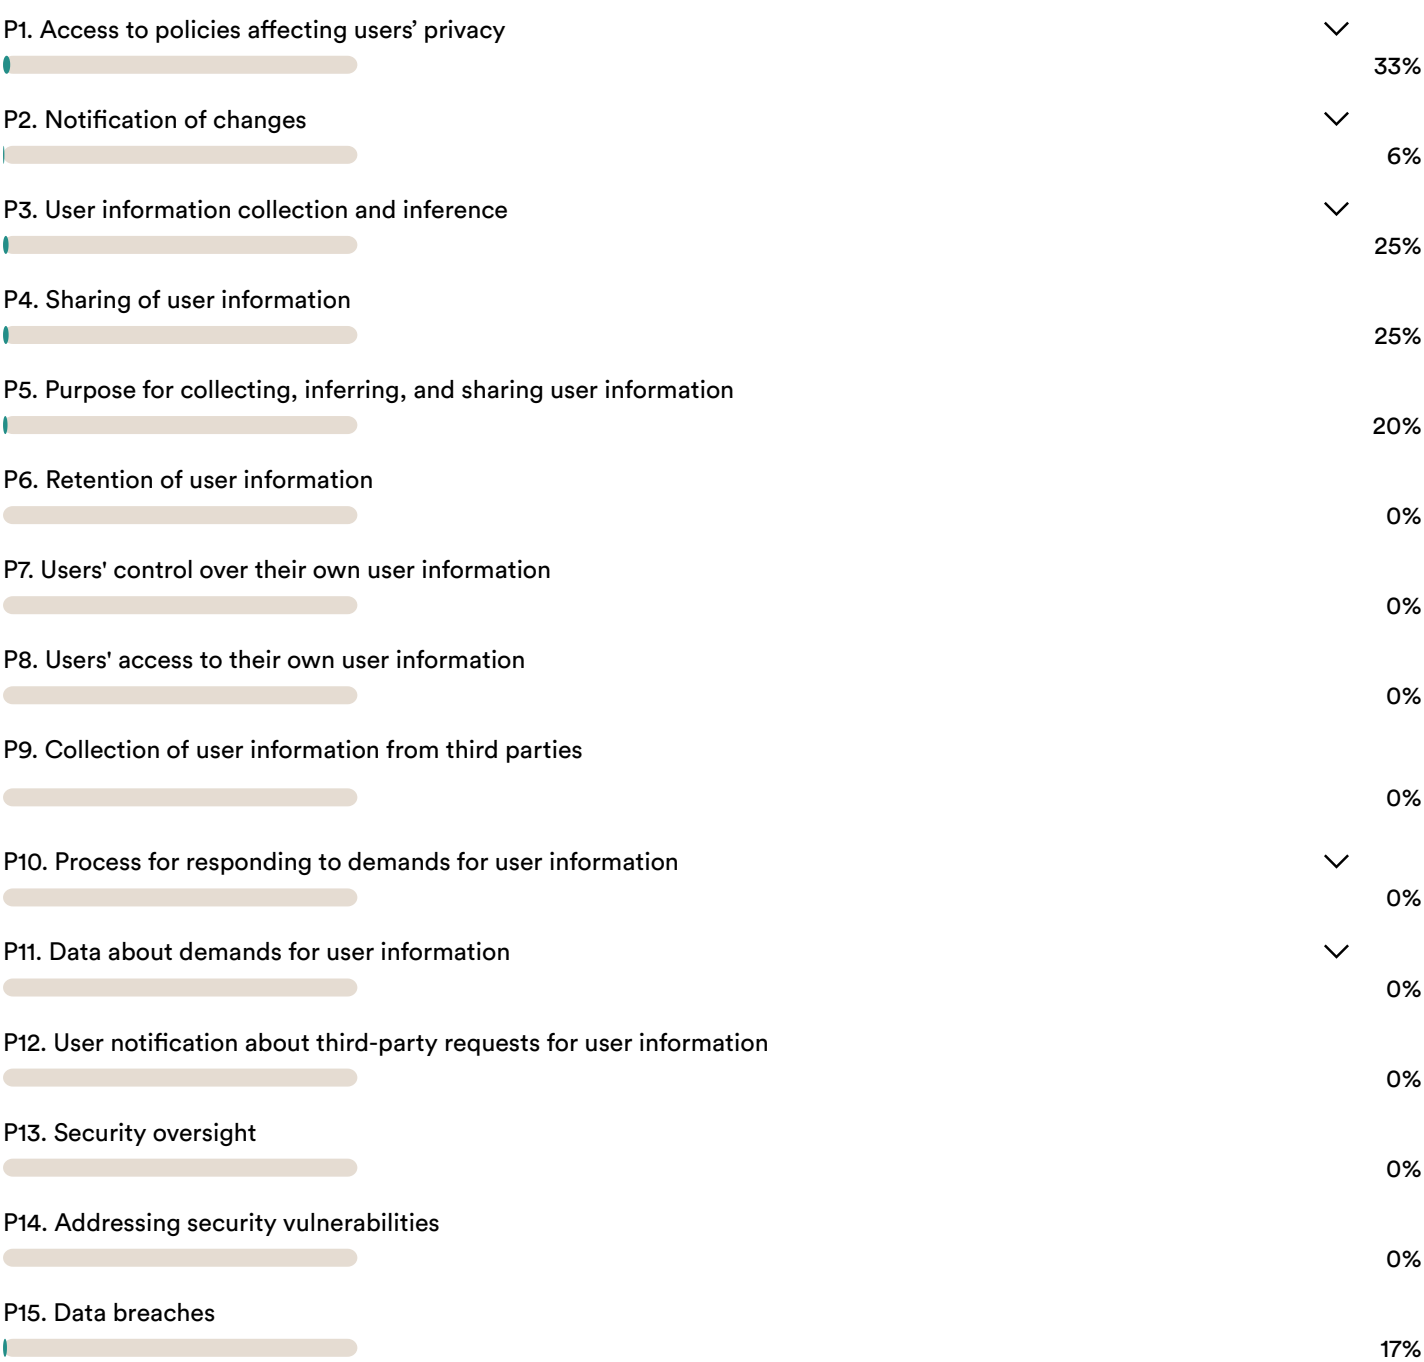 P1. Access to policies affecting users’ privacy
33%
P2. Notification of changes
6%
P3. User information collection and inference
25%
P4. Sharing of user information
25%
P5. Purpose for collecting, inferring, and sharing user information
20%
P6. Retention of user information
0%
P7. Users' control over their own user information
0%
P8. Users' access to their own user information
0%
P9. Collection of user information from third parties
0%
P10. Process for responding to demands for user information
0%
P11. Data about demands for user information
0%
P12. User notification about third-party requests for user information
0%
P13. Security oversight
0%
P14. Addressing security vulnerabilities
0%
P15. Data breaches
17%